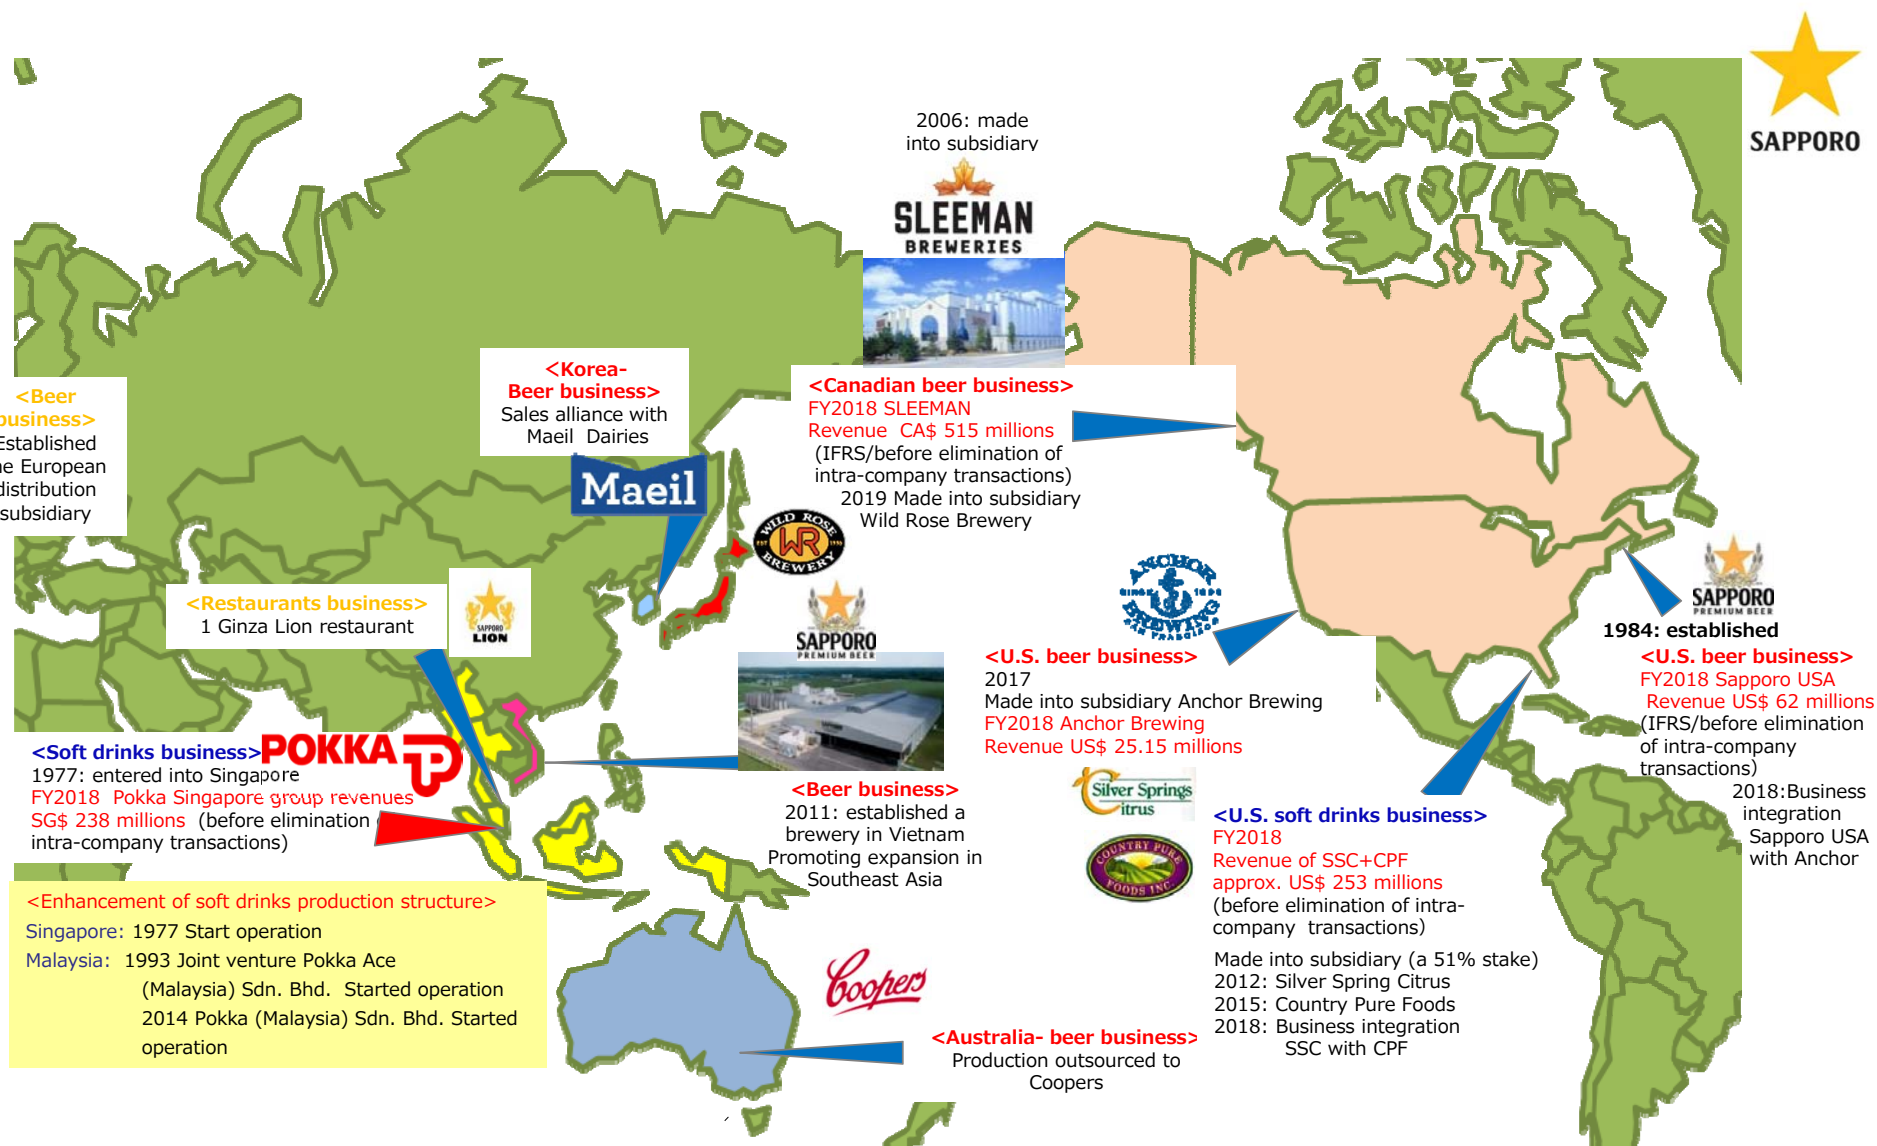 SAPPORO
2006: made
into subsidiary
SLEEMAN
BREWERIES
<Beer
business>
Established
European
distribution
subsidiary
<Korea-
Beer business>
Sales alliance with
Maeil Dairies
Maeil
<Canadian beer business>
FY2018 SLEEMAN
Revenue CA$ 515 millions
(IFRS/before elimination of
intra-company transactions)
2019 Made into subsidiary
Wild Rose Brewery
WILD ROSE
WR
BREWERY
<Restaurants business>
1 Ginza Lion restaurant
SAPPORO
LION
SAPPORO
PREMIUM BEER
<Beer business>
2011: established a
brewery in Vietnam
Promoting expansion in
Southeast Asia
<Soft drinks business>
POKKA
1977: entered into Singapore
FY2018 Pokka Singapore group revenues
SG$ 238 millions (before elimination
intra-company transactions)
<Enhancement of soft drinks production structure>
Singapore: 1977 Start operation
Malaysia: 1993 Joint venture Pokka Ace
(Malaysia) Sdn. Bhd. Started operation
2014 Pokka (Malaysia) Sdn. Bhd. Started
operation
Coopers
<Australia- beer business>
Production outsourced to
Coopers
ANCHOR
SINCE 1896
BREWING
SAN FRANCISCO
<U.S. beer business>
2017
Made into subsidiary Anchor Brewing
FY2018 Anchor Brewing
Revenue US$ 25.15 millions
Silver Springs
Citrus
COUNTRY PURE
FOODS INC.
<U.S. soft drinks business>
FY2018
Revenue of SSC+CPF
approx. US$ 253 millions
(before elimination of intra-
company transactions)
Made into subsidiary (a 51% stake)
2012: Silver Spring Citrus
2015: Country Pure Foods
2018: Business integration
SSC with CPF
SAPPORO
PREMIUM BEER
1984: established
<U.S. beer business>
FY2018 Sapporo USA
Revenue US$ 62 millions
(IFRS/before elimination
of intra-company
transactions)
2018:Business
integration
Sapporo USA
with Anchor